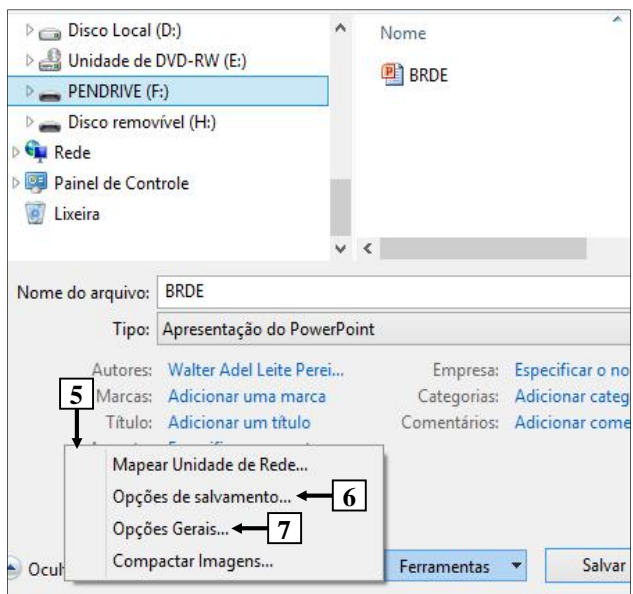 Disco Local (D:)
Nome
Unidade de DVD-RW (E:)
BRDE
PENDRIVE (F:)
Disco removível (H:)
Rede
Painel de Controle
Lixeira
Nome do arquivo: BRDE
Tipo: Apresentação do PowerPoint
Autores: Walter Adel Leite Perei... Empresa: Especificar o no
5 Marcas: Adicionar uma marca Categorias: Adicionar categ
Título: Adicionar um título Comentários: Adicionar come
Mapear Unidade de Rede...
Opções de salvamento... 6
Opções Gerais... 7
Compactar Imagens...
Ferramentas Salvar